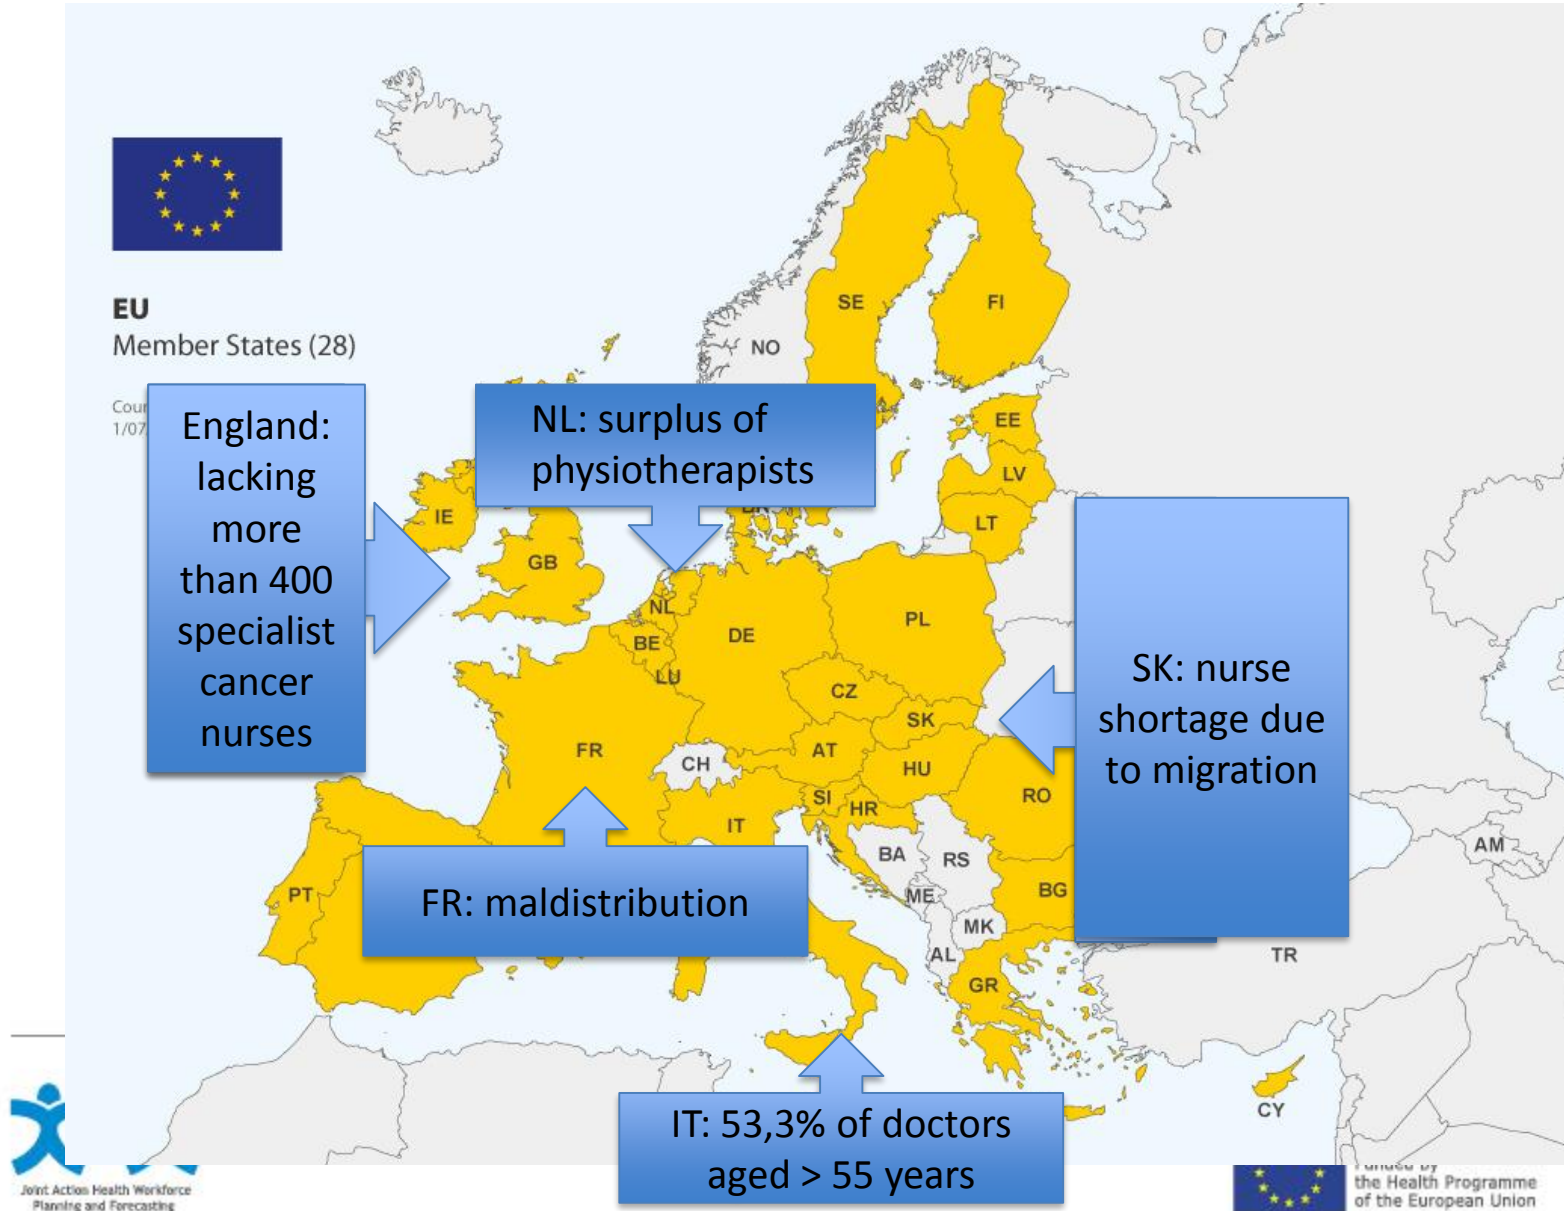 EU
Member States (28)
1/07
England:
lacking
more
than 400
specialist
cancer
nurses
NL: surplus of
physiotherapists
SK: nurse
shortage due
to migration
FR: maldistribution
IT: 53,3% of doctors
aged > 55 years
SE
FI
NO
EE
LV
LT
IE
GB
NL
BE
LU
DE
PL
CZ
SK
FR
CH
AT
HU
SI
HR
RO
IT
BA
RS
ME
BG
MK
AL
PT
GR
TR
AM
CY
Joint Action Health Workforce
Planning and Forecasting
Funded by
the Health Programme
of the European Union